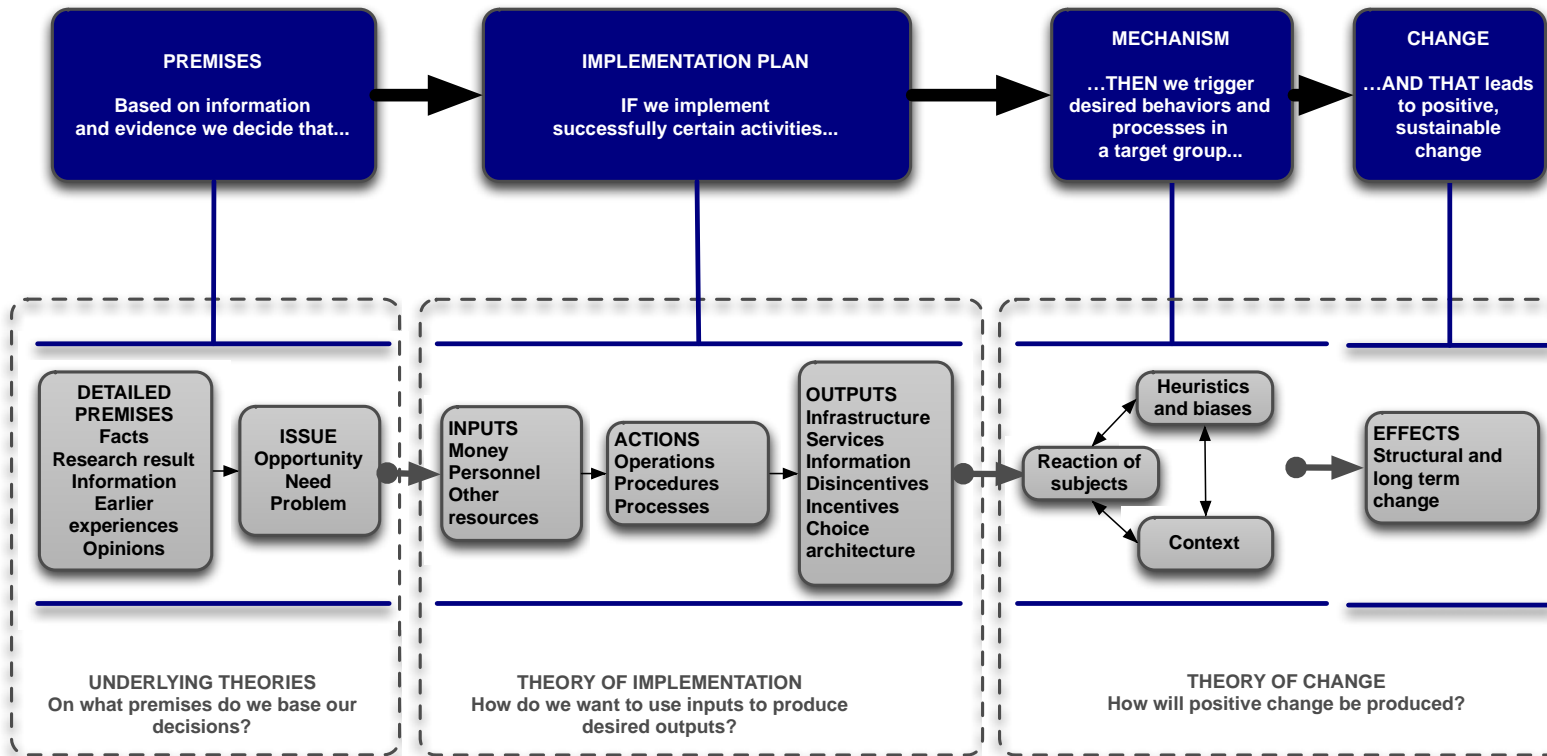 PREMISES
Based on information
and evidence we decide that...
IMPLEMENTATION PLAN
IF we implement
successfully certain activities...
MECHANISM
...THEN we trigger
desired behaviors and
processes in
a target group...
CHANGE
...AND THAT leads
to positive,
sustainable
change
DETAILED
PREMISES
Facts
Research result
Information
Earlier
experiences
Opinions
ISSUE
Opportunity
Need
Problem
INPUTS
Money
Personnel
Other
resources
ACTIONS
Operations
Procedures
Processes
OUTPUTS
Infrastructure
Services
Information
Disincentives
Incentives
Choice
architecture
Heuristics
and biases
Reaction of
subjects
Context
EFFECTS
Structural and
long term
change
UNDERLYING THEORIES
On what premises do we base our
decisions?
THEORY OF IMPLEMENTATION
How do we want to use inputs to produce
desired outputs?
THEORY OF CHANGE
How will positive change be produced?